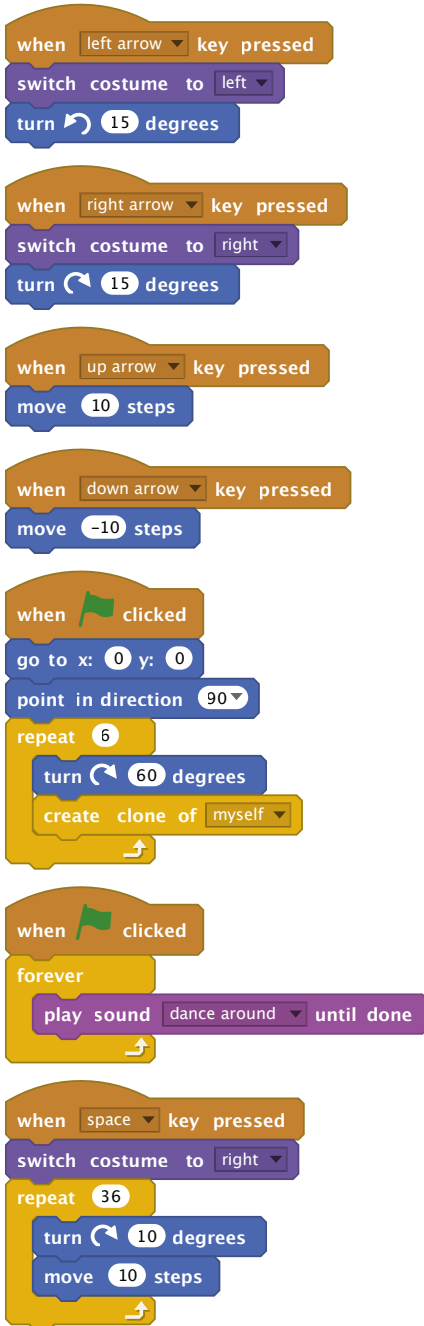 when left arrow key pressed
switch costume to left
turn 15 degrees
when right arrow key pressed
switch costume to right
turn 15 degrees
when up arrow key pressed
move 10 steps
when down arrow key pressed
move -10 steps
when clicked
go to x: 0 y: 0
point in direction 90
repeat 6
turn 60 degrees
create clone of myself
when clicked
forever
play sound dance around until done
when space key pressed
switch costume to right
repeat 36
turn 10 degrees
move 10 steps